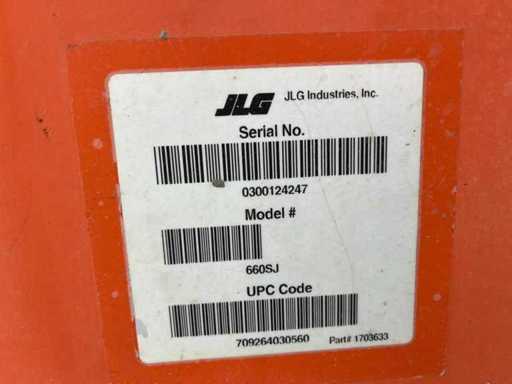 JLG JLG Industries, Inc.
Serial No.
0300124247
Model #
660SJ
UPC Code
709264030560 Part# 1703633